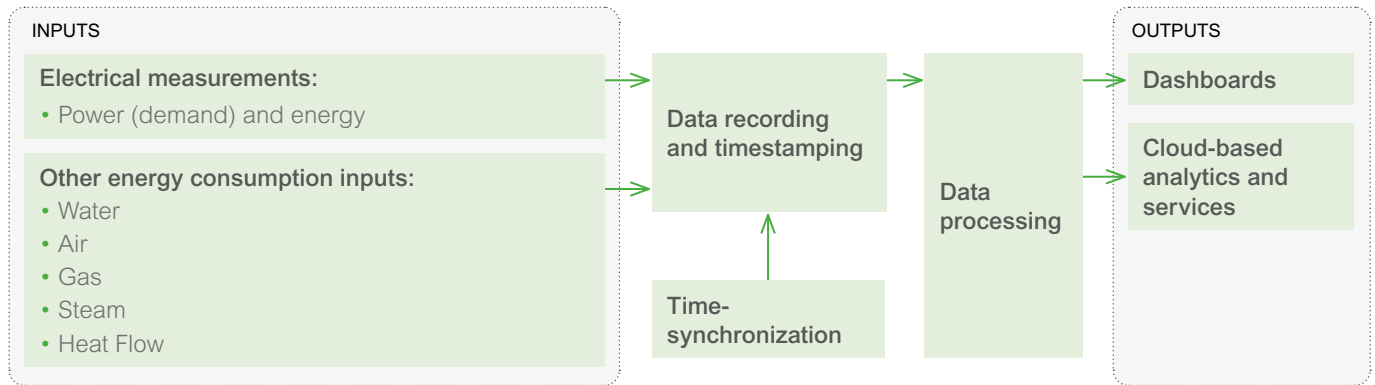 INPUTS
Electrical measurements:
• Power (demand) and energy
Other energy consumption inputs:
• Water
• Air
• Gas
• Steam
• Heat Flow
Data recording
and timestamping
Time-
synchronization
Data
processing
OUTPUTS
Dashboards
Cloud-based
analytics and
services